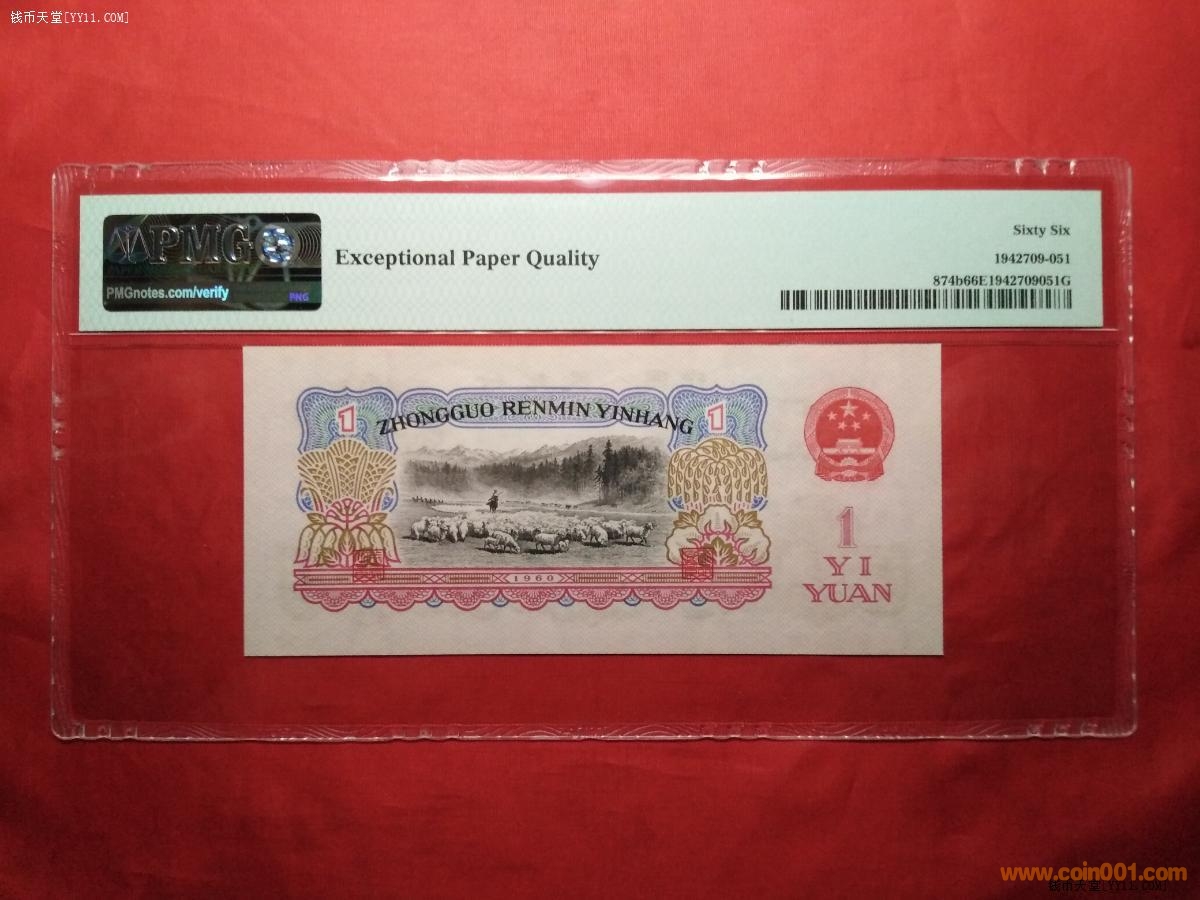 钱币天堂[YY11.COM]
PMG
PMGnotes.com/verify
PNG
Exceptional Paper Quality
Sixty Six
1942709-051
874b66E1942709051G
1
ZHONGGUO RENMIN YINHANG
1
1960
1
YI
YUAN
www.coin001.com
钱币天堂[YY11.COM]